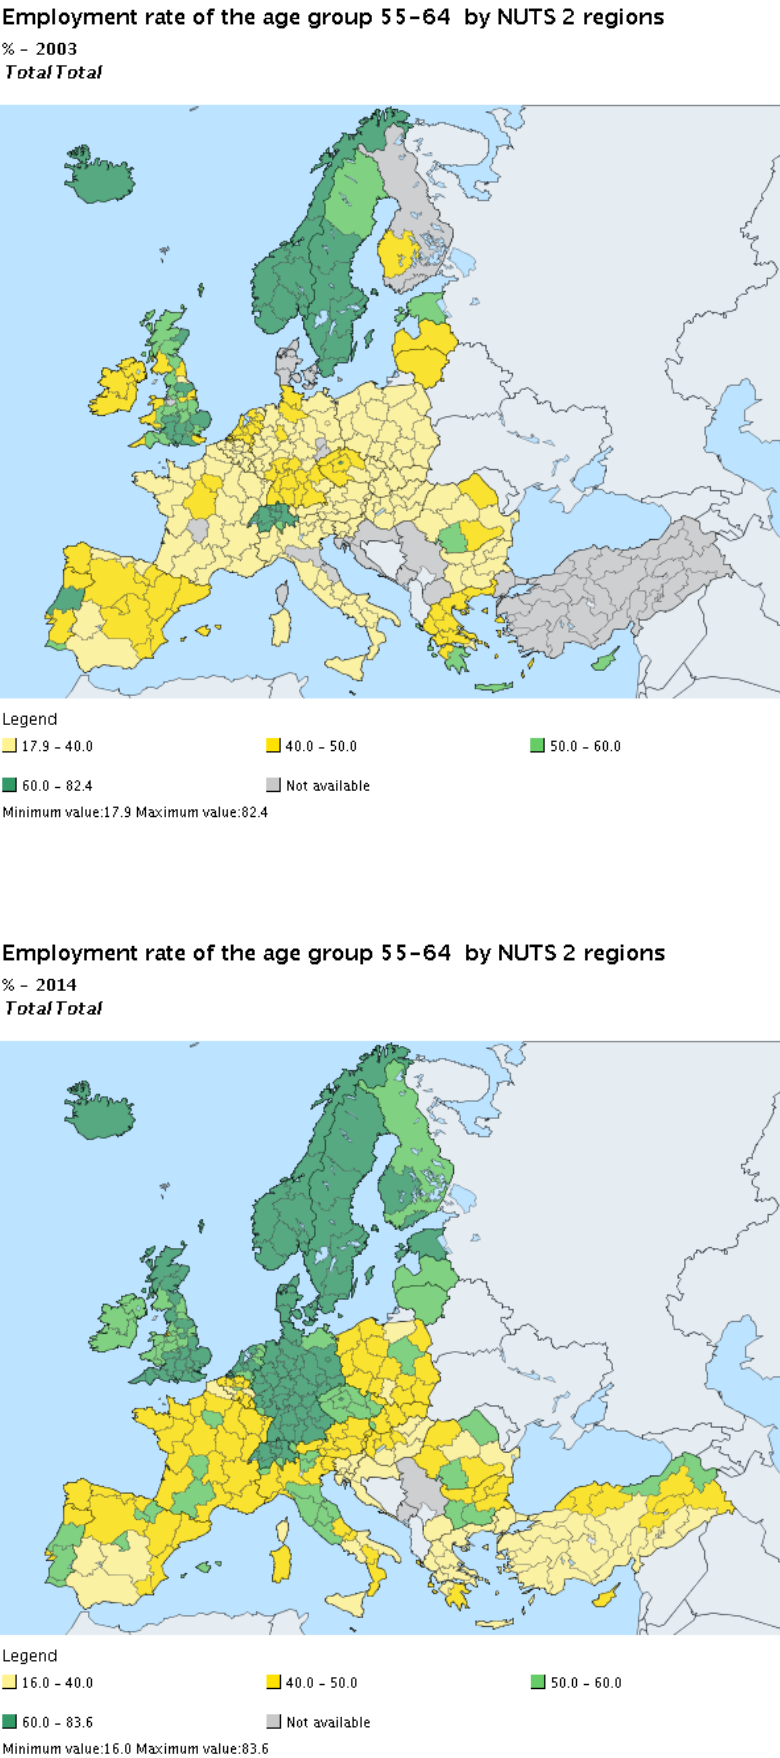 Employment rate of the age group 55-64 by NUTS 2 regions
% - 2003
Total Total
Legend
17.9 - 40.0 40.0 - 50.0 50.0 - 60.0
60.0 - 82.4 Not available
Minimum value:17.9 Maximum value:82.4
Employment rate of the age group 55-64 by NUTS 2 regions
% - 2014
Total Total
Legend
16.0 - 40.0 40.0 - 50.0 50.0 - 60.0
60.0 - 83.6 Not available
Minimum value:16.0 Maximum value:83.6